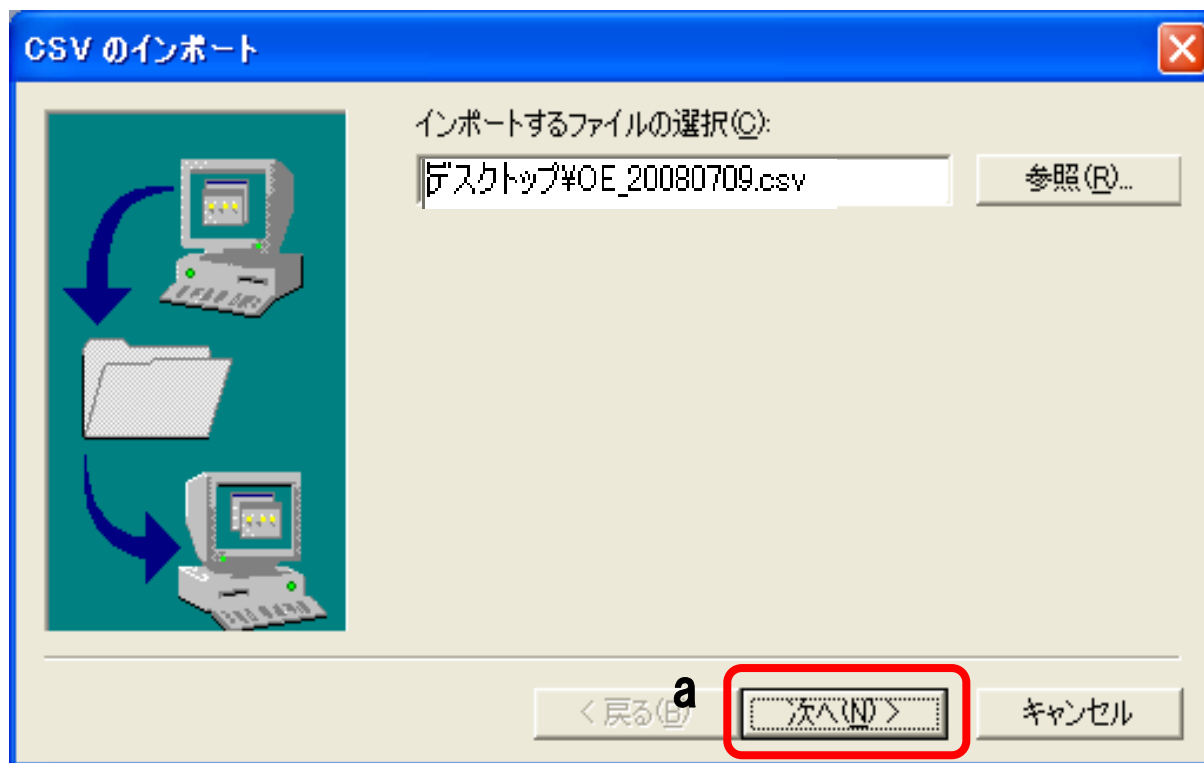 CSV のインポート
インポートするファイルの選択(C):
デスクトップ¥OE_20080709.csv
参照(R)...
a
< 戻る(B)
次へ(N) >
キャンセル